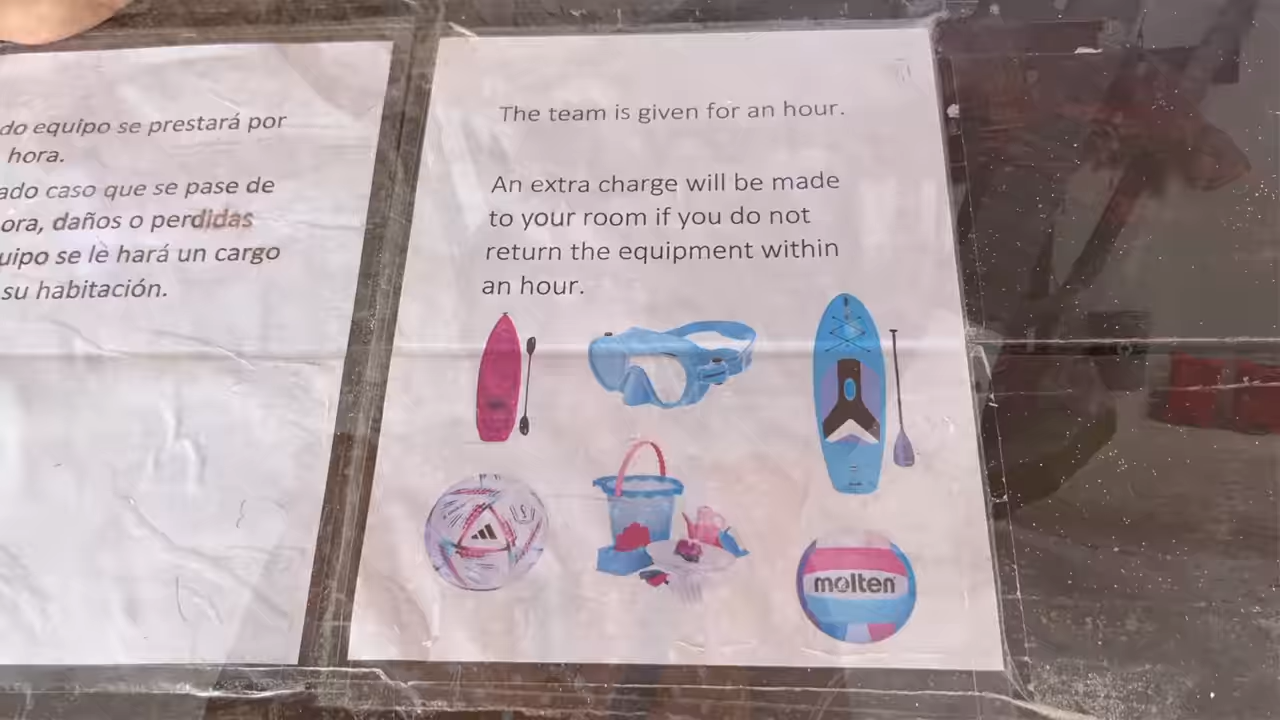 do equipo se prestará por
hora.
ado caso que se pase de
ora, daños o perdidas
uipo se le hará un cargo
su habitación.
The team is given for an hour.
An extra charge will be made
to your room if you do not
return the equipment within
an hour.
molten